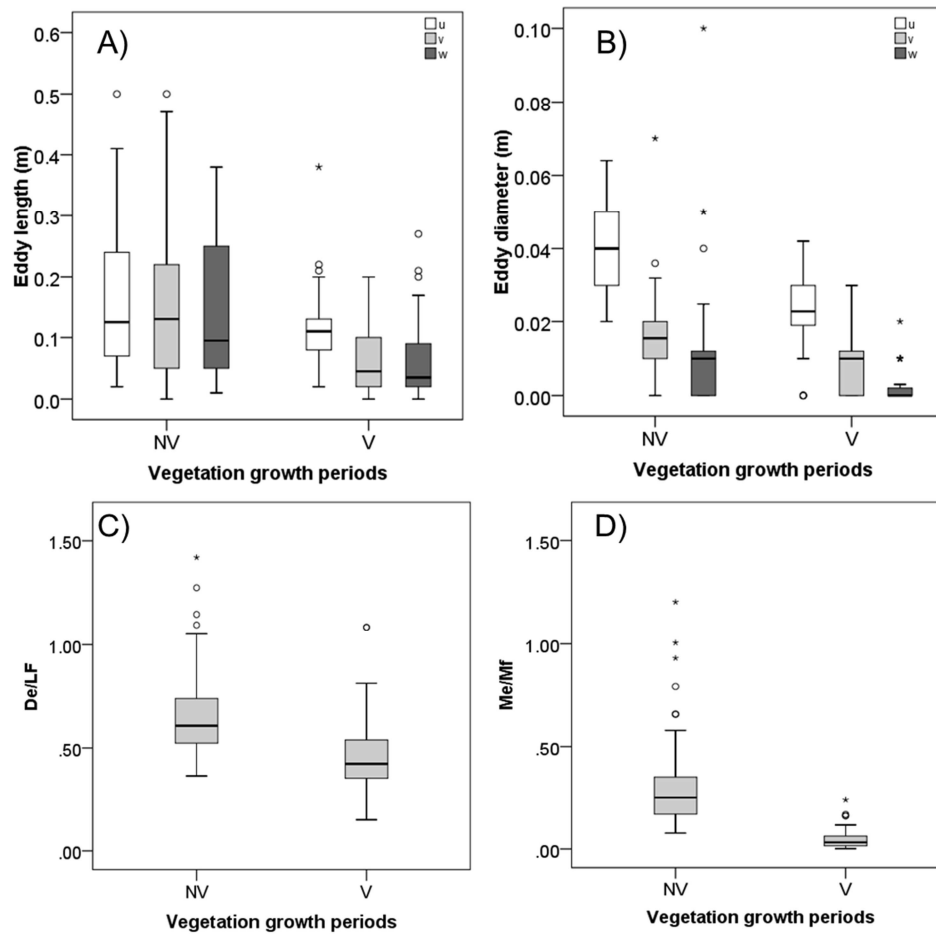 A)
u
v
w
0.6
0.5
0.4
0.3
0.2
0.1
0.0
Eddy length (m)
NV
V
Vegetation growth periods
B)
u
v
w
0.10
0.08
0.06
0.04
0.02
0.00
Eddy diameter (m)
NV
V
Vegetation growth periods
C)
1.50
1.00
.50
.00
De/LF
NV
V
Vegetation growth periods
D)
1.50
1.00
.50
.00
Me/Mf
NV
V
Vegetation growth periods